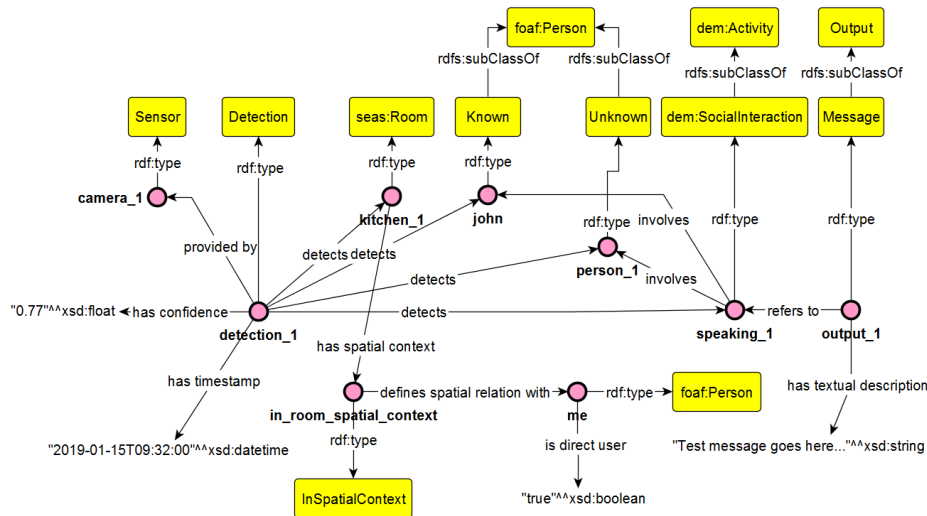 foaf:Person
dem:Activity
Output
rdfs:subClassOf
rdfs:subClassOf
rdfs:subClassOf
rdfs:subClassOf
Sensor
Detection
seas:Room
Known
Unknown
dem:SocialInteraction
Message
rdf:type
rdf:type
rdf:type
rdf:type
camera_1
kitchen_1
john
rdf:type
involves
rdf:type
rdf:type
provided by
detects
detects
person_1
detects
involves
"0.77"^^xsd:float
has confidence
detects
refers to
detection_1
speaking_1
output_1
has spatial context
has timestamp
defines spatial relation with
rdf:type
foaf:Person
has textual description
in_room_spatial_context
me
rdf:type
is direct user
"2019-01-15T09:32:00"^^xsd:datetime
"Test message goes here..."^^xsd:string
InSpatialContext
"true"^^xsd:boolean